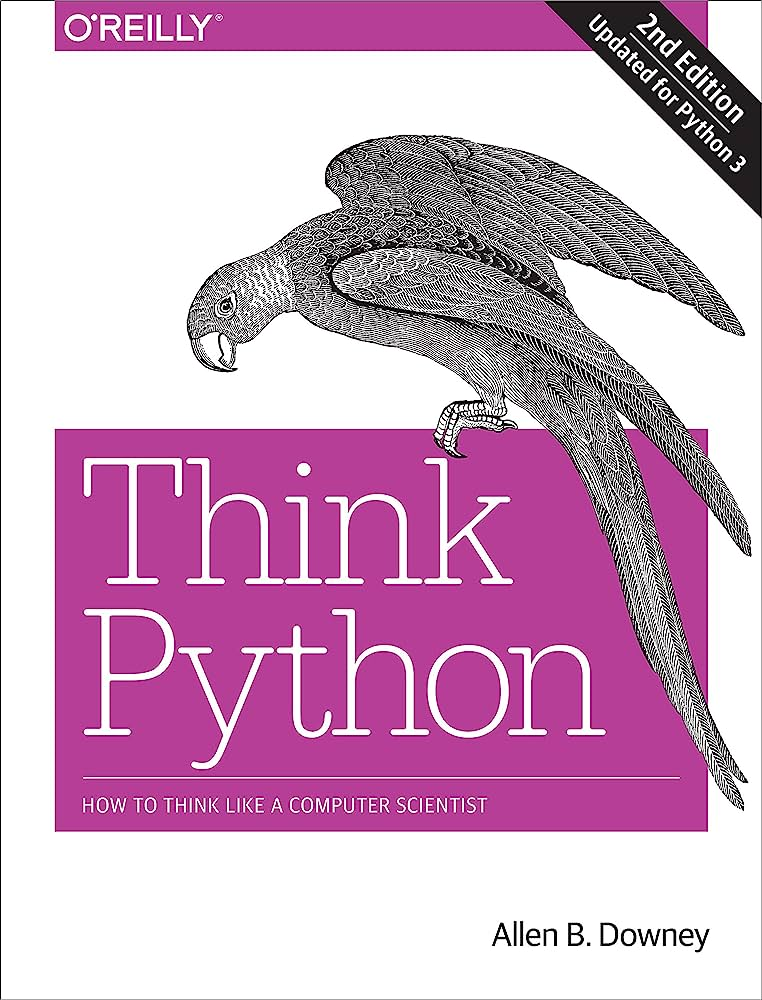 O'REILLY®
2nd Edition
Updated for Python 3
Think
Python
HOW TO THINK LIKE A COMPUTER SCIENTIST
Allen B. Downey